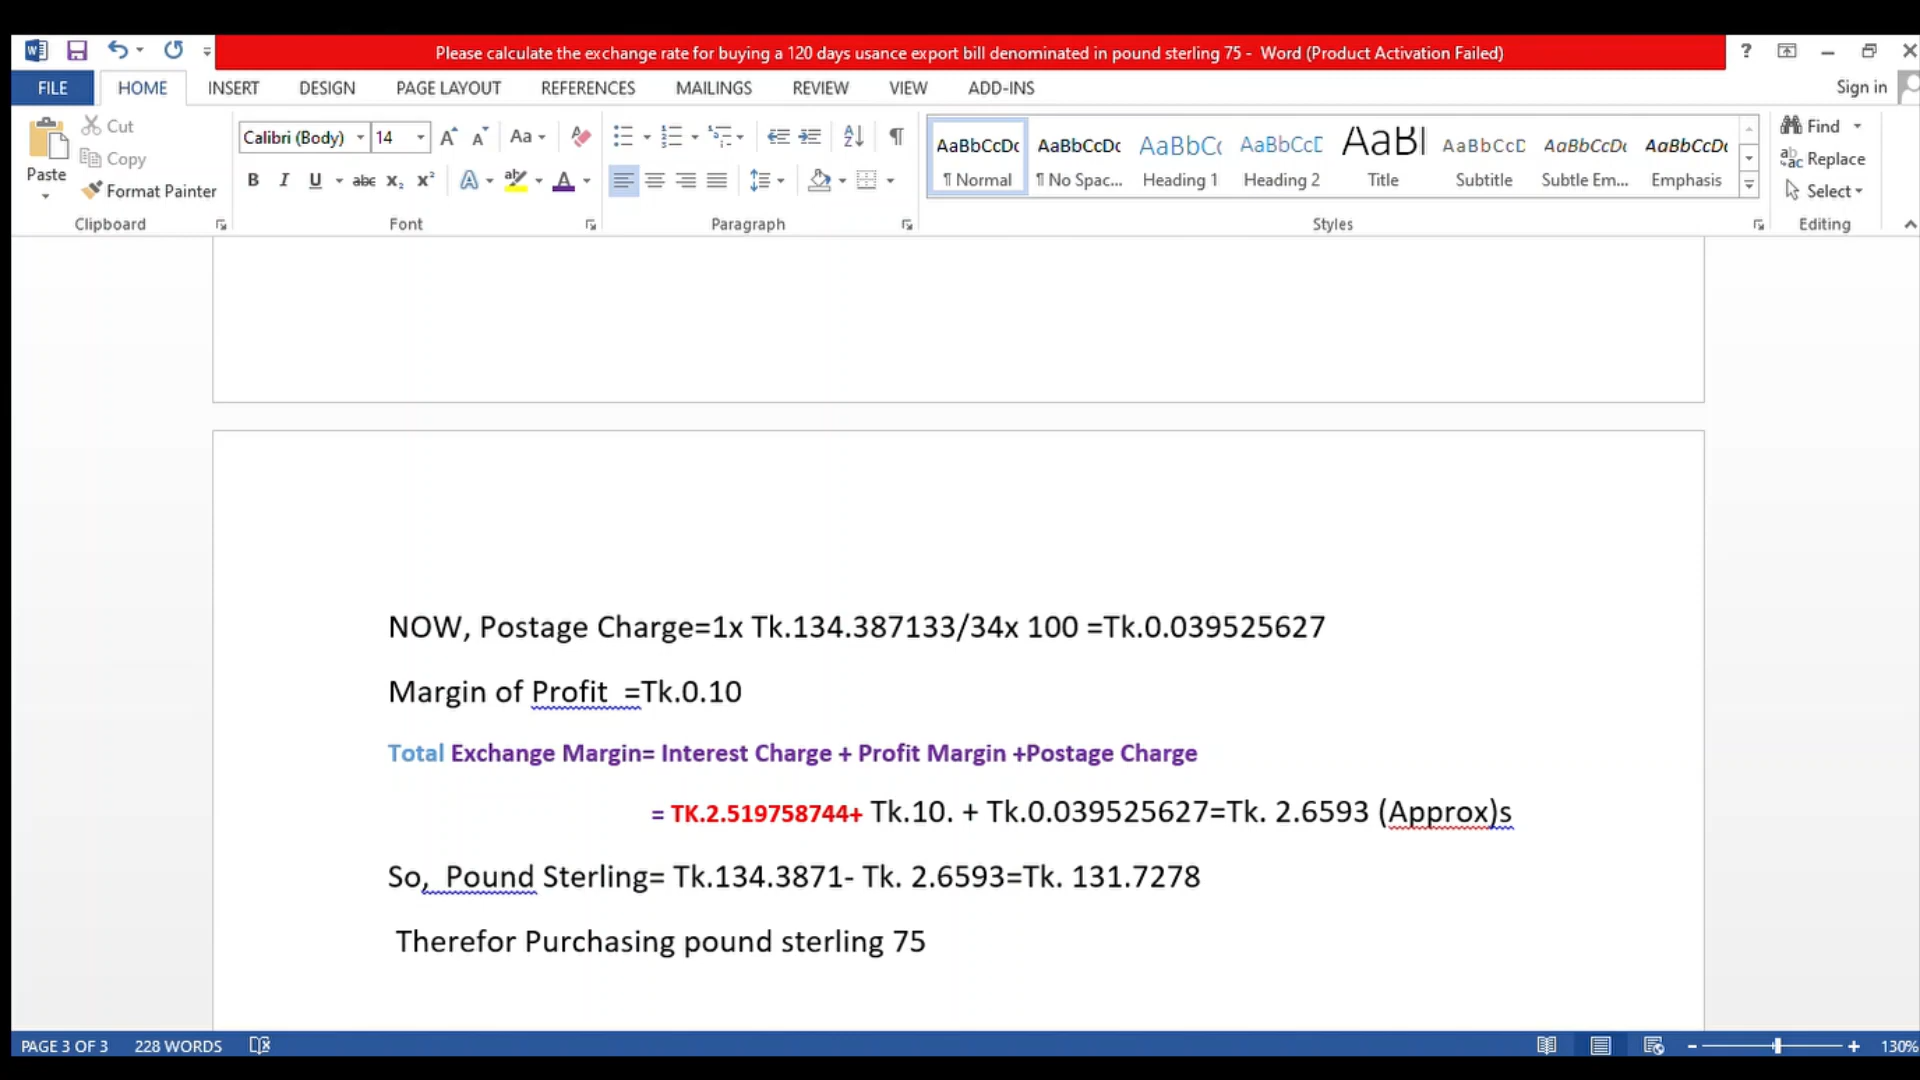 Please calculate the exchange rate for buying a 120 days usance export bill denominated in pound sterling 75 - Word (Product Activation Failed)
?
FILE HOME INSERT DESIGN PAGE LAYOUT REFERENCES MAILINGS REVIEW VIEW ADD-INS Sign in
Cut
Copy
Format Painter
Paste
Clipboard
Calibri (Body) 14
Aa
B I U abc X₂ X² A A
Font
Paragraph
AaBbCcDc AaBbCcDc AaBbCc AaBbCcD AaBl AaBbCcD AaBbCcDc AaBbCcDc
¶ Normal ¶ No Spac... Heading 1 Heading 2 Title Subtitle Subtle Em... Emphasis
Styles
Find
Replace
Select
Editing
NOW, Postage Charge=1x Tk.134.387133/34x 100 =Tk.0.039525627
Margin of Profit =Tk.0.10
Total Exchange Margin= Interest Charge + Profit Margin +Postage Charge
= TK.2.519758744+ Tk.10. + Tk.0.039525627=Tk. 2.6593 (Approx)s
So, Pound Sterling= Tk.134.3871- Tk. 2.6593=Tk. 131.7278
Therefor Purchasing pound sterling 75
PAGE 3 OF 3 228 WORDS 130%